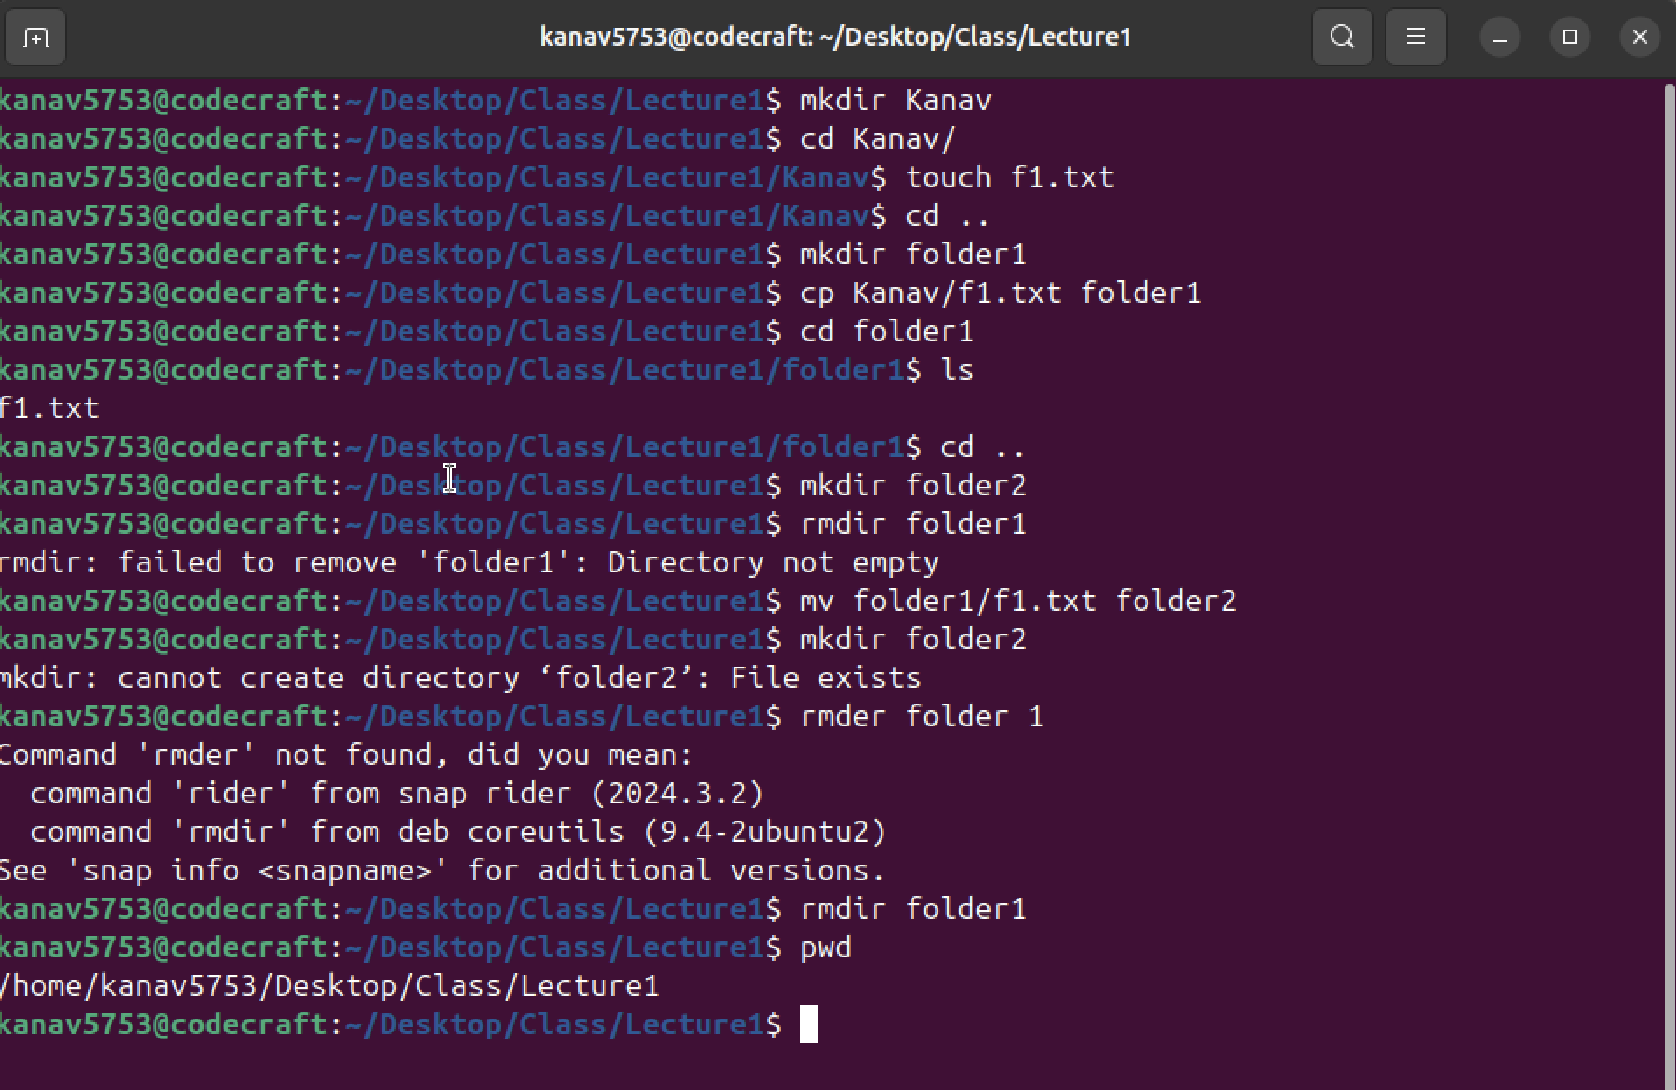 kanav5753@codecraft: ~/Desktop/Class/Lecture1
kanav5753@codecraft:~/Desktop/Class/Lecture1$ mkdir Kanav
kanav5753@codecraft:~/Desktop/Class/Lecture1$ cd Kanav/
kanav5753@codecraft:~/Desktop/Class/Lecture1/Kanav$ touch f1.txt
kanav5753@codecraft:~/Desktop/Class/Lecture1/Kanav$ cd ..
kanav5753@codecraft:~/Desktop/Class/Lecture1$ mkdir folder1
kanav5753@codecraft:~/Desktop/Class/Lecture1$ cp Kanav/f1.txt folder1
kanav5753@codecraft:~/Desktop/Class/Lecture1$ cd folder1
kanav5753@codecraft:~/Desktop/Class/Lecture1/folder1$ ls
f1.txt
kanav5753@codecraft:~/Desktop/Class/Lecture1/folder1$ cd ..
kanav5753@codecraft:~/Desktop/Class/Lecture1$ mkdir folder2
kanav5753@codecraft:~/Desktop/Class/Lecture1$ rmdir folder1
rmdir: failed to remove 'folder1': Directory not empty
kanav5753@codecraft:~/Desktop/Class/Lecture1$ mv folder1/f1.txt folder2
kanav5753@codecraft:~/Desktop/Class/Lecture1$ mkdir folder2
mkdir: cannot create directory ‘folder2’: File exists
kanav5753@codecraft:~/Desktop/Class/Lecture1$ rmder folder 1
Command 'rmder' not found, did you mean:
  command 'rider' from snap rider (2024.3.2)
  command 'rmdir' from deb coreutils (9.4-2ubuntu2)
See 'snap info <snapname>' for additional versions.
kanav5753@codecraft:~/Desktop/Class/Lecture1$ rmdir folder1
kanav5753@codecraft:~/Desktop/Class/Lecture1$ pwd
/home/kanav5753/Desktop/Class/Lecture1
kanav5753@codecraft:~/Desktop/Class/Lecture1$